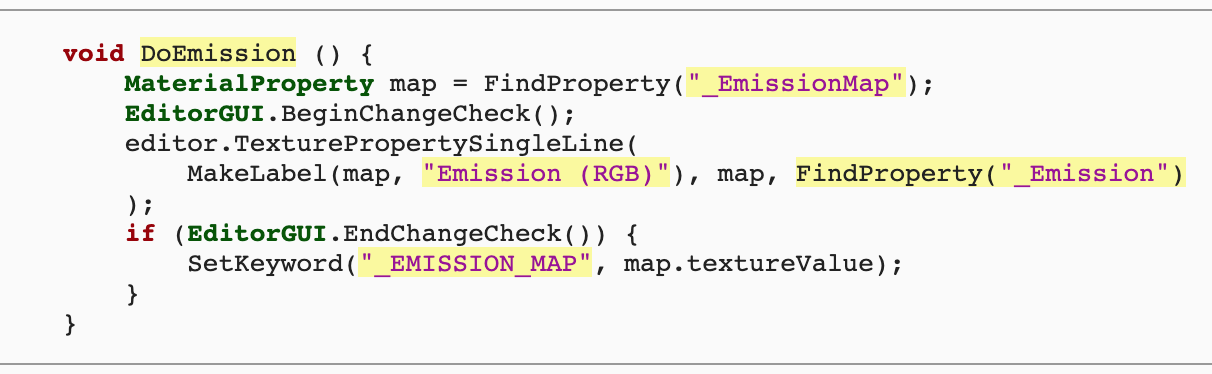 void DoEmission () {
MaterialProperty map = FindProperty("_EmissionMap");
EditorGUI.BeginChangeCheck();
editor.TexturePropertySingleLine(
MakeLabel(map, "Emission (RGB)"), map, FindProperty("_Emission")
);
if (EditorGUI.EndChangeCheck()) {
SetKeyword("_EMISSION_MAP", map.textureValue);
}
}